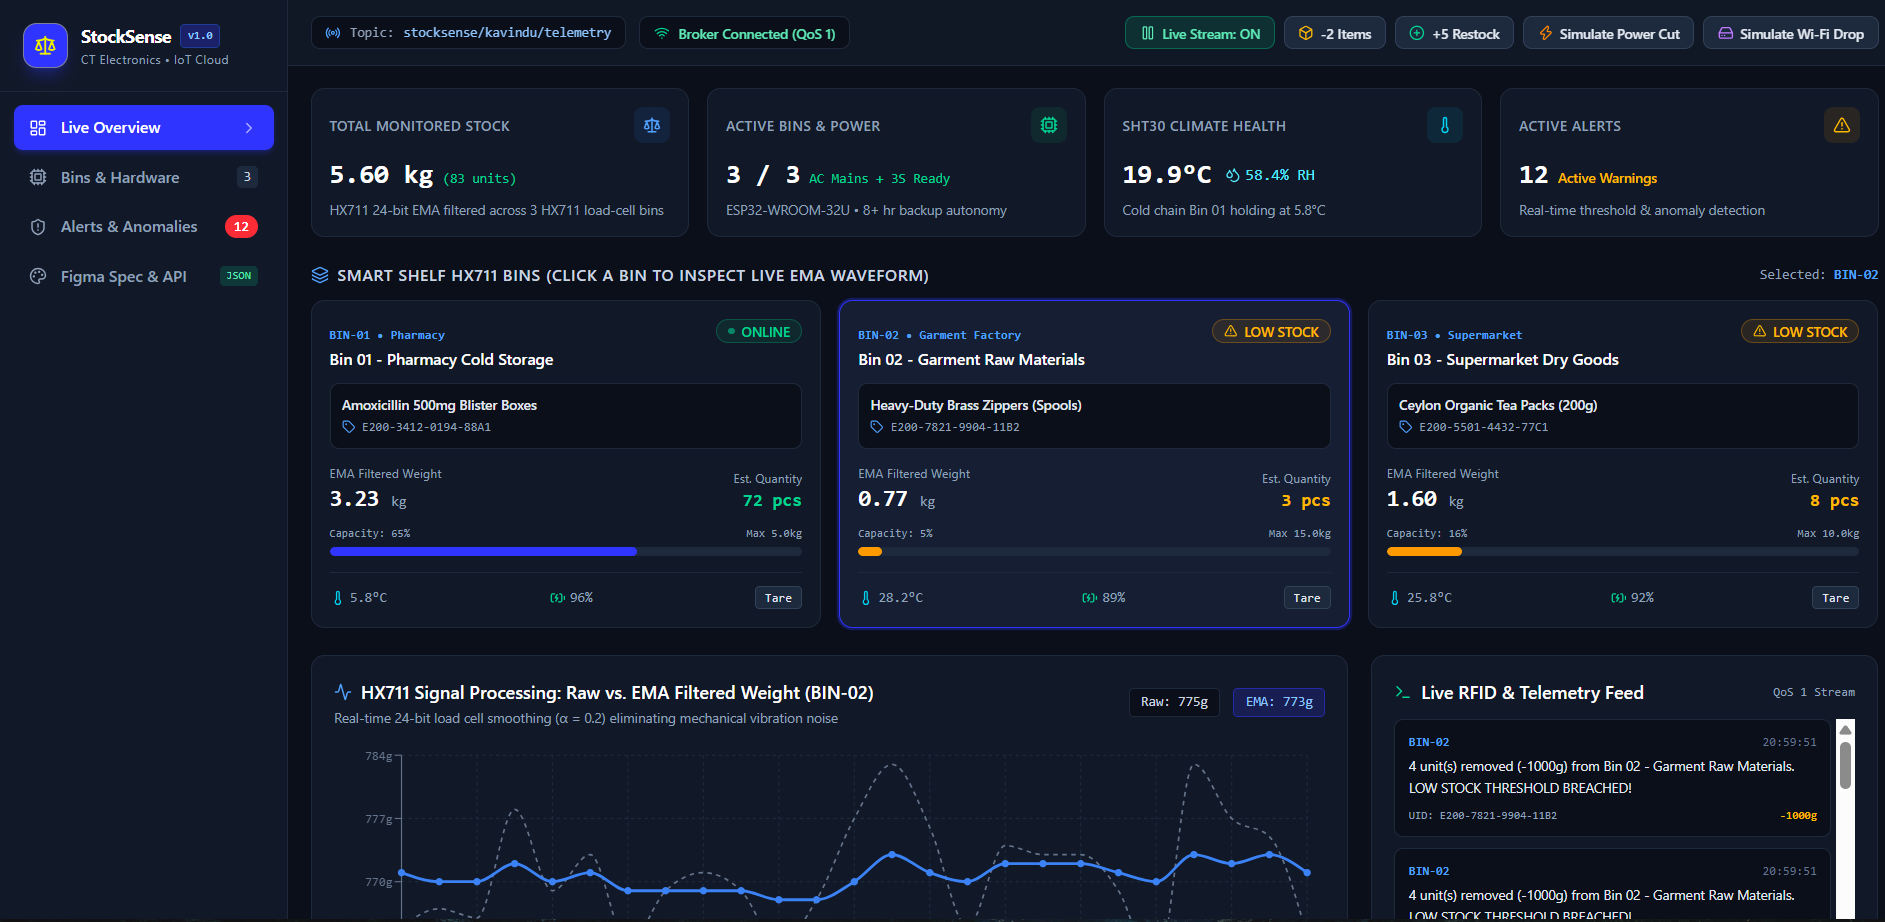 StockSense v1.0
CT Electronics • IoT Cloud
Live Overview
Bins & Hardware 3
Alerts & Anomalies 12
Figma Spec & API JSON
Topic: stocksense/kavindu/telemetry
Broker Connected (QoS 1)
Live Stream: ON
-2 Items
+5 Restock
Simulate Power Cut
Simulate Wi-Fi Drop
TOTAL MONITORED STOCK
5.60 kg (83 units)
HX711 24-bit EMA filtered across 3 HX711 load-cell bins
ACTIVE BINS & POWER
3 / 3 AC Mains + 3S Ready
ESP32-WROOM-32U • 8+ hr backup autonomy
SHT30 CLIMATE HEALTH
19.9°C 58.4% RH
Cold chain Bin 01 holding at 5.8°C
ACTIVE ALERTS
12 Active Warnings
Real-time threshold & anomaly detection
SMART SHELF HX711 BINS (CLICK A BIN TO INSPECT LIVE EMA WAVEFORM)
Selected: BIN-02
BIN-01 • Pharmacy
ONLINE
Bin 01 - Pharmacy Cold Storage
Amoxicillin 500mg Blister Boxes
E200-3412-0194-88A1
EMA Filtered Weight
Est. Quantity
3.23 kg
72 pcs
Capacity: 65%
Max 5.0kg
5.8°C
96%
Tare
BIN-02 • Garment Factory
LOW STOCK
Bin 02 - Garment Raw Materials
Heavy-Duty Brass Zippers (Spools)
E200-7821-9904-11B2
EMA Filtered Weight
Est. Quantity
0.77 kg
3 pcs
Capacity: 5%
Max 15.0kg
28.2°C
89%
Tare
BIN-03 • Supermarket
LOW STOCK
Bin 03 - Supermarket Dry Goods
Ceylon Organic Tea Packs (200g)
E200-5501-4432-77C1
EMA Filtered Weight
Est. Quantity
1.60 kg
8 pcs
Capacity: 16%
Max 10.0kg
25.8°C
92%
Tare
HX711 Signal Processing: Raw vs. EMA Filtered Weight (BIN-02)
Real-time 24-bit load cell smoothing (α = 0.2) eliminating mechanical vibration noise
Raw: 775g
EMA: 773g
784g
777g
770g
Live RFID & Telemetry Feed
QoS 1 Stream
BIN-02 20:59:51
4 unit(s) removed (-1000g) from Bin 02 - Garment Raw Materials.
LOW STOCK THRESHOLD BREACHED!
UID: E200-7821-9904-11B2 -1000g
BIN-02 20:59:51
4 unit(s) removed (-1000g) from Bin 02 - Garment Raw Materials.
LOW STOCK THRESHOLD BREACHED!